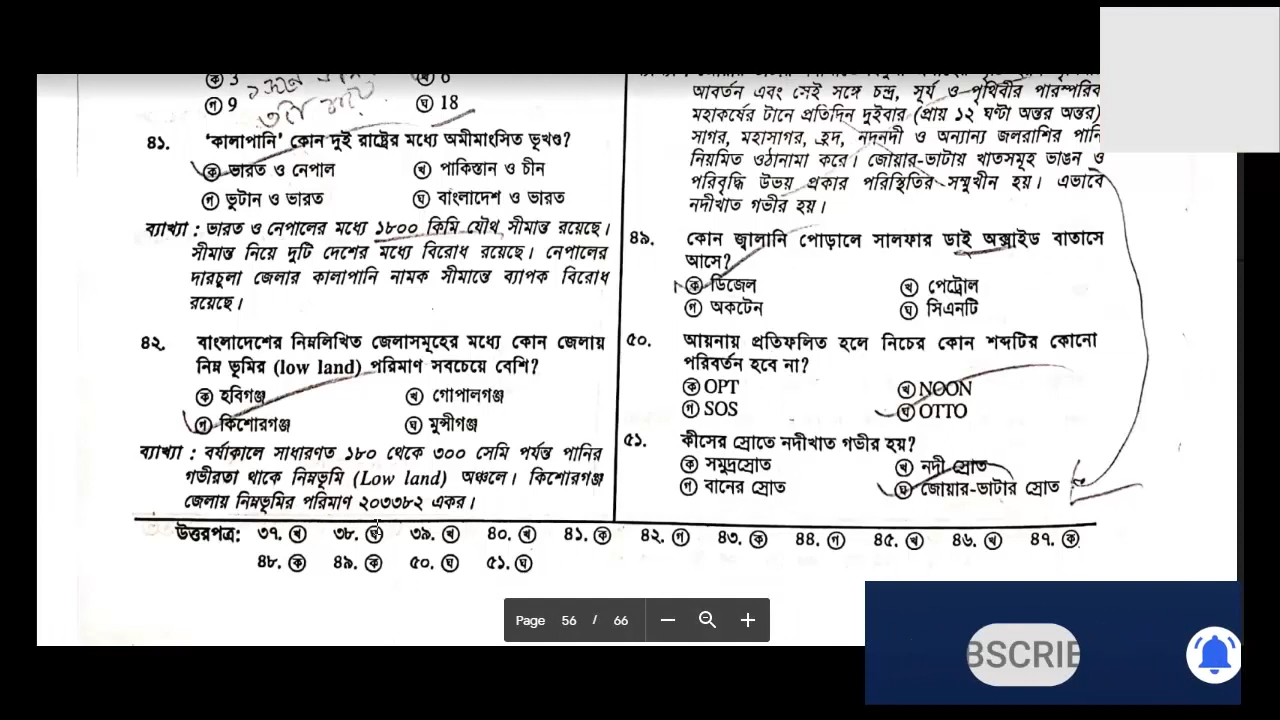 ক 3
খ 6
গ 9
ঘ 18
৪১. 'কালাপানি' কোন দুই রাষ্ট্রের মধ্যে অমীমাংসিত ভূখণ্ড?
ক ভারত ও নেপাল
খ পাকিস্তান ও চীন
গ ভুটান ও ভারত
ঘ বাংলাদেশ ও ভারত
ব্যাখ্যা : ভারত ও নেপালের মধ্যে ১৮০০ কিমি যৌথ সীমান্ত রয়েছে।
সীমান্ত নিয়ে দুটি দেশের মধ্যে বিরোধ রয়েছে। নেপালের
দারচুলা জেলার কালাপানি নামক সীমান্তে ব্যাপক বিরোধ
রয়েছে।
৪২. বাংলাদেশের নিম্নলিখিত জেলাসমূহের মধ্যে কোন জেলায়
নিম্ন ভূমির (low land) পরিমাণ সবচেয়ে বেশি?
ক হবিগঞ্জ
খ গোপালগঞ্জ
গ কিশোরগঞ্জ
ঘ মুন্সীগঞ্জ
ব্যাখ্যা : বর্ষাকালে সাধারণত ১৮০ থেকে ৩০০ সেমি পর্যন্ত পানির
গভীরতা থাকে নিম্নভূমি (Low land) অঞ্চলে। কিশোরগঞ্জ
জেলায় নিম্নভূমির পরিমাণ ২০৩৩৮২ একর।
আবর্তন এবং সেই সঙ্গে চন্দ্র, সূর্য ও পৃথিবীর পারস্পরিক
মহাকর্ষের টানে প্রতিদিন দুইবার (প্রায় ১২ ঘণ্টা অন্তর অন্তর)
সাগর, মহাসাগর, হ্রদ, নদনদী ও অন্যান্য জলরাশির পানি
নিয়মিত ওঠানামা করে। জোয়ার-ভাটায় খাতসমূহ ভাঙন ও
পরিবৃদ্ধি উভয় প্রকার পরিস্থিতির সম্মুখীন হয়। এভাবে
নদীখাত গভীর হয়।
৪৯. কোন জ্বালানি পোড়ালে সালফার ডাই অক্সাইড বাতাসে
আসে?
ক ডিজেল
খ পেট্রোল
গ অকটেন
ঘ সিএনটি
৫০. আয়নায় প্রতিফলিত হলে নিচের কোন শব্দটির কোনো
পরিবর্তন হবে না?
ক OPT
খ NOON
গ SOS
ঘ OTTO
৫১. কীসের স্রোতে নদীখাত গভীর হয়?
ক সমুদ্রস্রোত
খ নদী স্রোত
গ বানের স্রোত
ঘ জোয়ার-ভাটার স্রোত
উত্তরপত্র: ৩৭. খ ৩৮. ঘ ৩৯. খ ৪০. খ ৪১. ক ৪২. গ ৪৩. ক ৪৪. গ ৪৫. খ ৪৬. খ ৪৭. ক
৪৮. ক ৪৯. ক ৫০. ঘ ৫১. ঘ
Page 56 / 66
BSCRIE